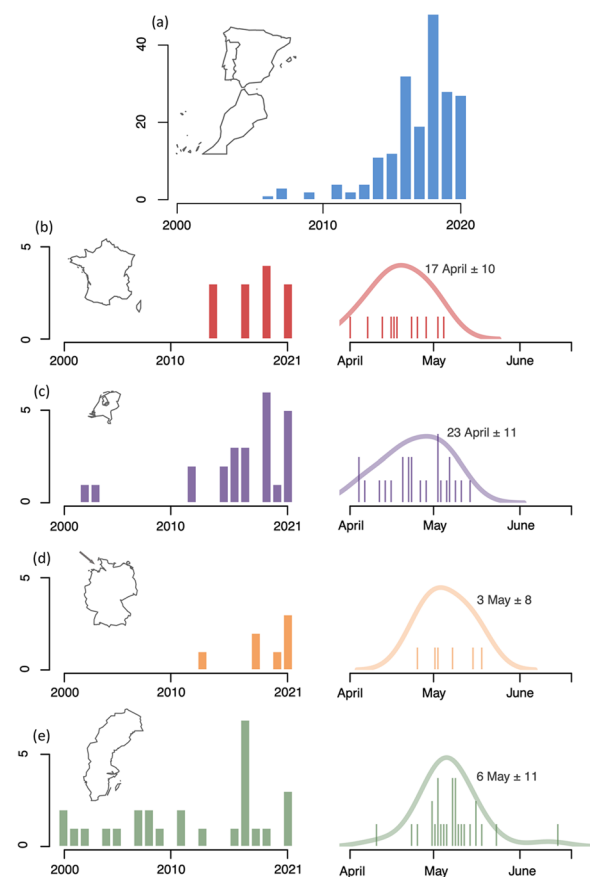 (a)
40
20
0
2000 2010 2020
(b)
5
0
17 April ± 10
2000 2010 2021
April May June
(c)
5
0
23 April ± 11
2000 2010 2021
April May June
(d)
5
0
3 May ± 8
2000 2010 2021
April May June
(e)
5
0
6 May ± 11
2000 2010 2021
April May June